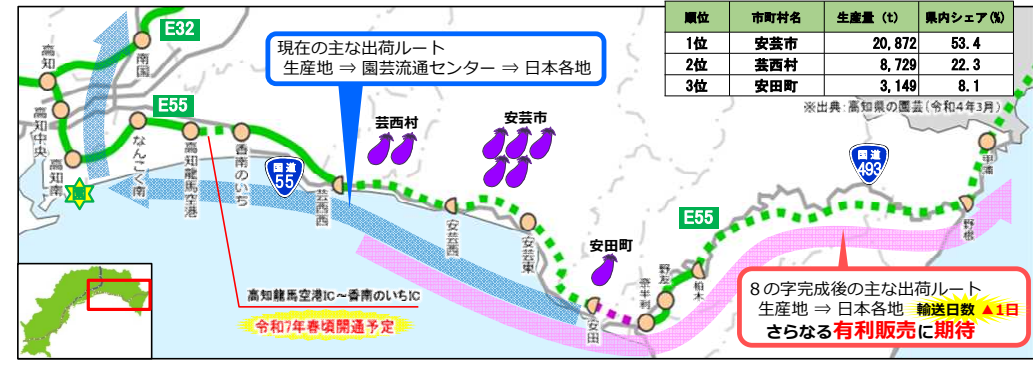 順位 市町村名 生産量(t) 県内シェア(%)
1位 安芸市 20,872 53.4
2位 芸西村 8,729 22.3
3位 安田町 3,149 8.1
※出典:高知県の園芸(令和4年3月)
E32
現在の主な出荷ルート
生産地 ⇒ 園芸流通センター ⇒ 日本各地
高知
南国
E55
芸西村
安芸市
高知中央
高知南
なんこく南
高知龍馬空港
香南のいち
国道
55
芸西西
安芸西
安芸東
国道
493
甲浦
野根
E55
安田町
安田
奈半利
野友
柏木
高知龍馬空港IC~香南のいちIC
令和7年春頃開通予定
8の字完成後の主な出荷ルート
生産地 ⇒ 日本各地 輸送日数 ▲1日
さらなる有利販売に期待